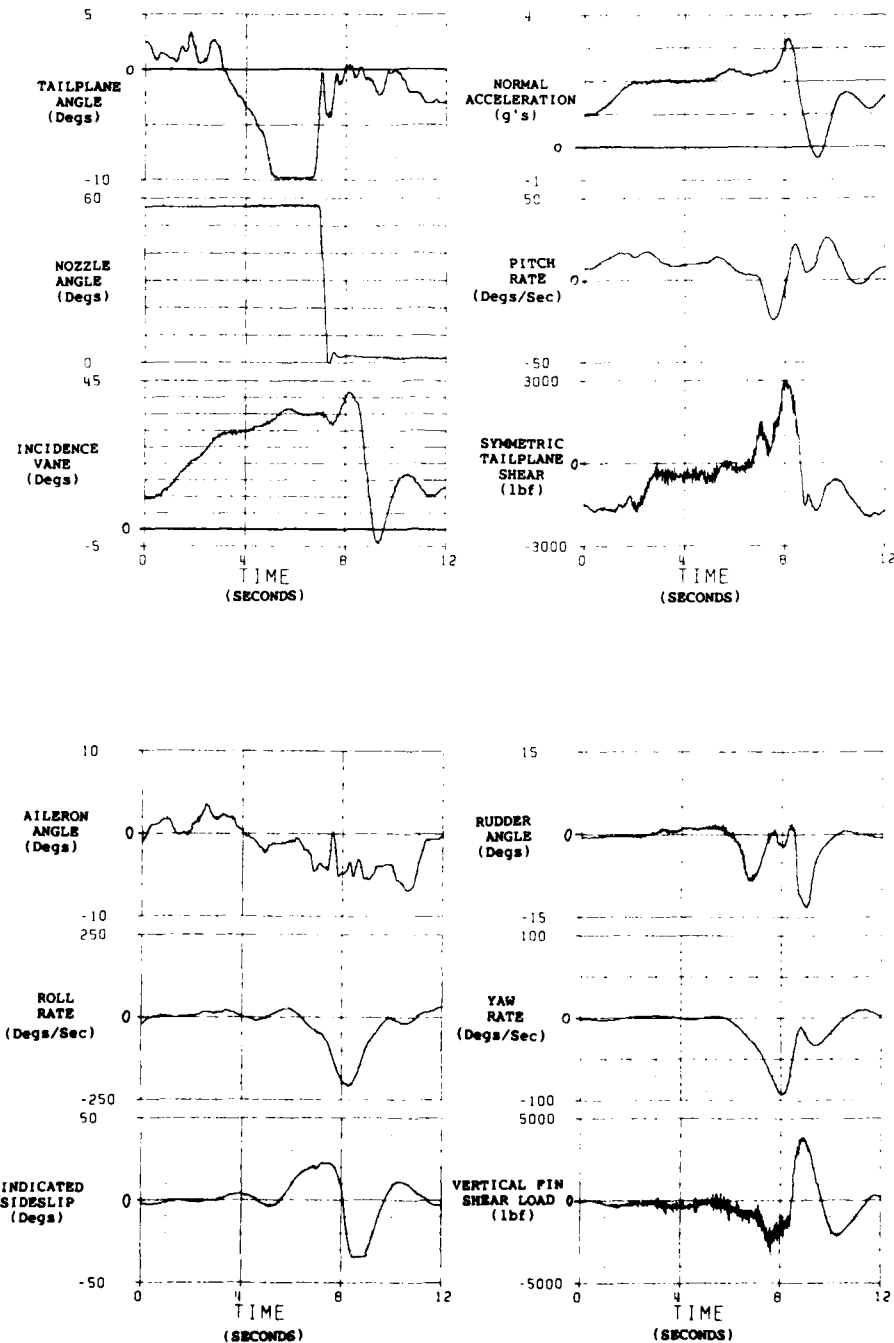 5
0
TAILPLANE
ANGLE
(Degs)
-10
60
NOZZLE
ANGLE
(Degs)
0
45
INCIDENCE
VANE
(Degs)
0
-5
0 4 8 12
TIME
(SECONDS)
4
NORMAL
ACCELERATION
(g's)
0
-1
50
PITCH
RATE
(Degs/Sec)
0
-50
3000
SYMMETRIC
TAILPLANE
SHEAR
(lbf)
0
-3000
0 4 8 12
TIME
(SECONDS)
10
AILERON
ANGLE
(Degs)
0
-10
250
ROLL
RATE
(Degs/Sec)
0
-250
50
INDICATED
SIDESLIP
(Degs)
0
-50
0 4 8 12
TIME
(SECONDS)
15
RUDDER
ANGLE
(Degs)
0
-15
100
YAW
RATE
(Degs/Sec)
0
-100
5000
VERTICAL FIN
SHEAR LOAD
(lbf)
0
-5000
0 4 8 12
TIME
(SECONDS)